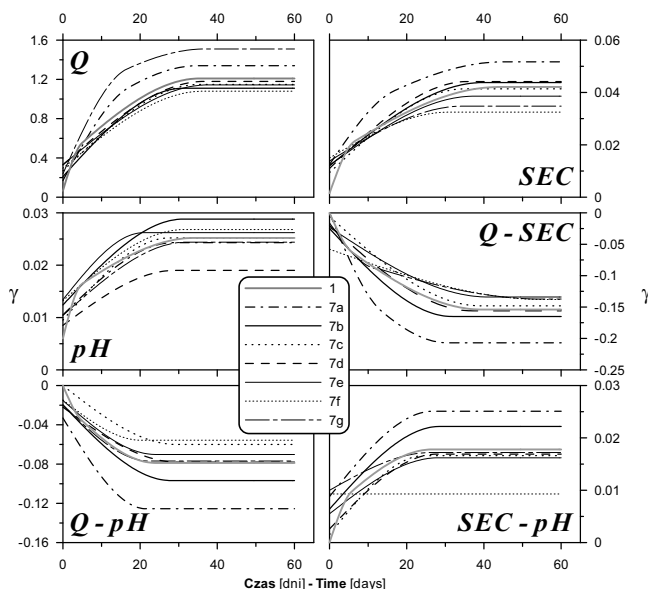 0 20 40 60 0 20 40 60
1.6
1.2
0.8
0.4
0
Q
0.06
0.04
0.02
0
SEC
0.03
0.02
0.01
0
γ
pH
0
-0.05
-0.1
-0.15
-0.2
-0.25
γ
Q - SEC
1
7a
7b
7c
7d
7e
7f
7g
0
-0.04
-0.08
-0.12
-0.16
Q - pH
0.03
0.02
0.01
0
SEC - pH
0 20 40 60 0 20 40 60
Czas [dni] - Time [days]